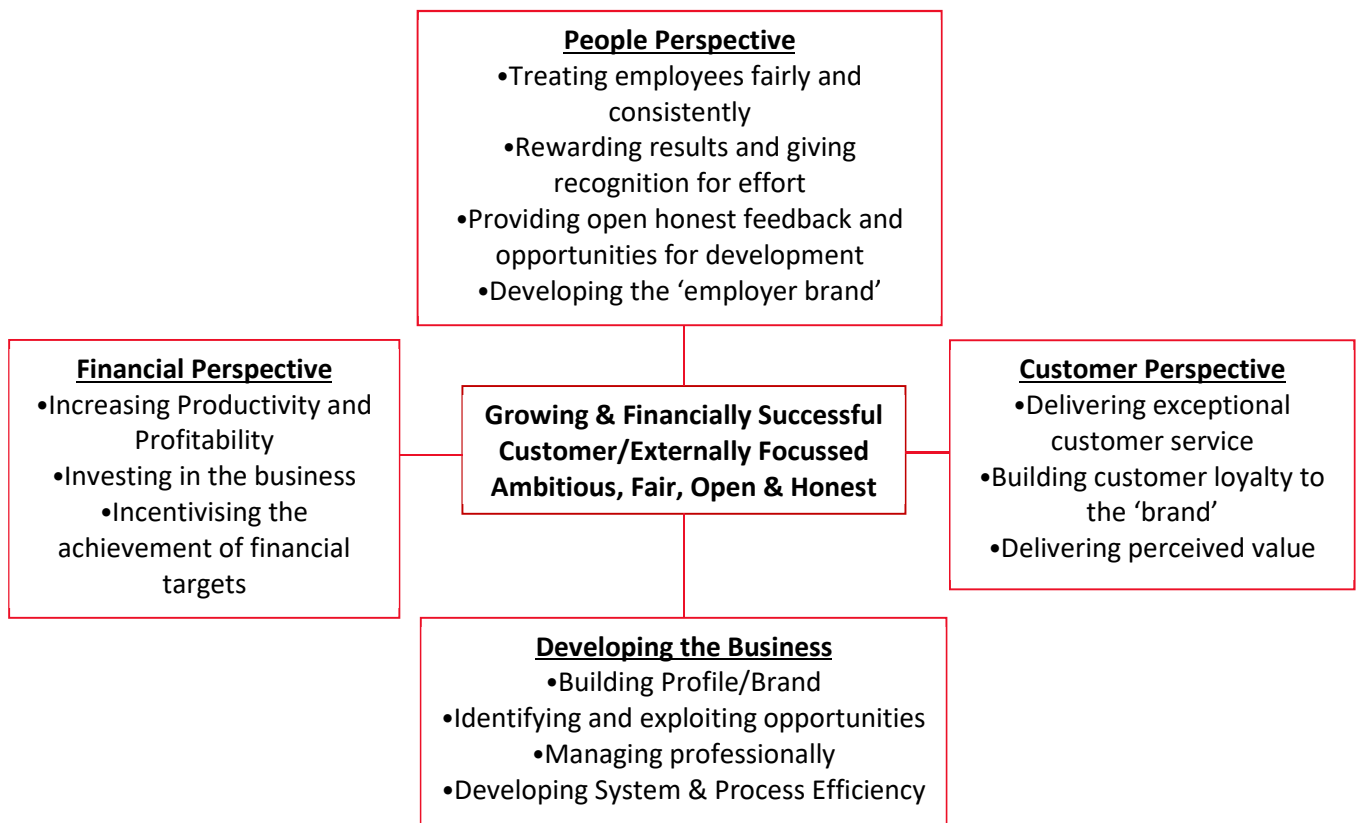 People Perspective
•Treating employees fairly and
consistently
•Rewarding results and giving
recognition for effort
•Providing open honest feedback and
opportunities for development
•Developing the ‘employer brand’
Financial Perspective
•Increasing Productivity and
Profitability
•Investing in the business
•Incentivising the
achievement of financial
targets
Growing & Financially Successful
Customer/Externally Focussed
Ambitious, Fair, Open & Honest
Customer Perspective
•Delivering exceptional
customer service
•Building customer loyalty to
the ‘brand’
•Delivering perceived value
Developing the Business
•Building Profile/Brand
•Identifying and exploiting opportunities
•Managing professionally
•Developing System & Process Efficiency